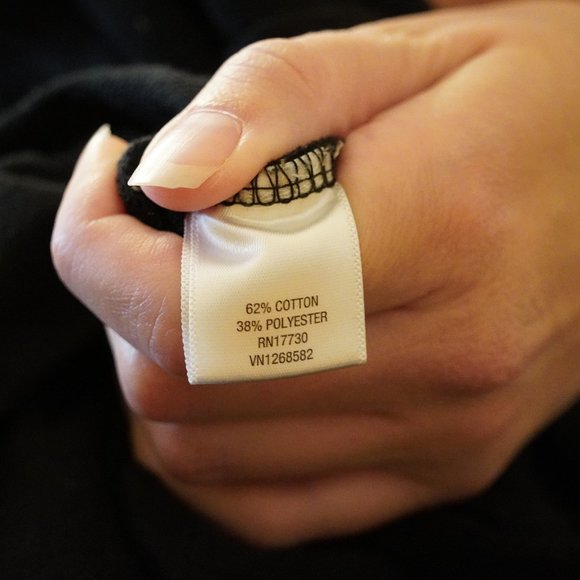 62% COTTON
38% POLYESTER
RN17730
VN1268582